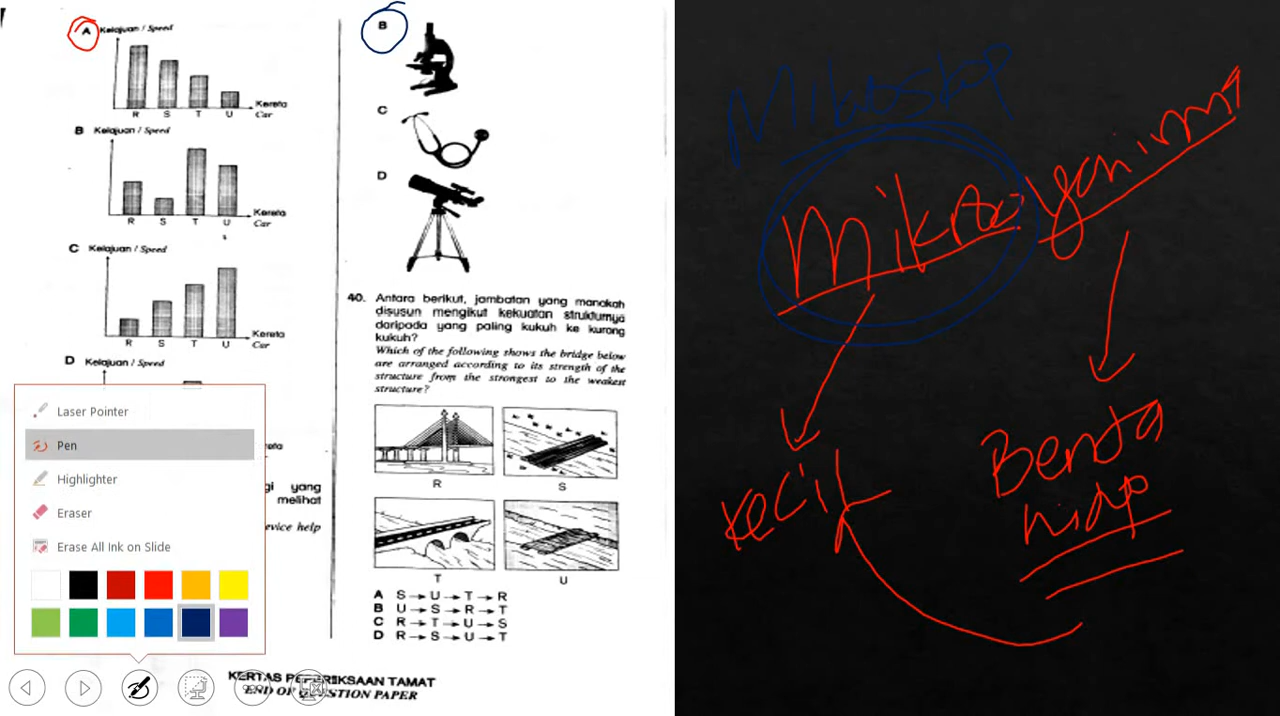 A Kelajuan / Speed
R S T U
Kereta
Car
B Kelajuan / Speed
R S T U
Kereta
Car
C Kelajuan / Speed
R S T U
Kereta
Car
D Kelajuan / Speed
eta
gi yang
melihat
evice help
Laser Pointer
Pen
Highlighter
Eraser
Erase All Ink on Slide
B
C
D
40. Antara berikut, jambatan yang manakah
disusun mengikut kekuatan strukturnya
daripada yang paling kukuh ke kurang
kukuh?
Which of the following shows the bridge below
are arranged according to its strength of the
structure from the strongest to the weakest
structure?
R S
T U
A S → U → T → R
B U → S → R → T
C R → T → U → S
D R → S → U → T
KERTAS PEPERIKSAAN TAMAT
END OF QUESTION PAPER
Mikroskop
kecil
Benda
hidp